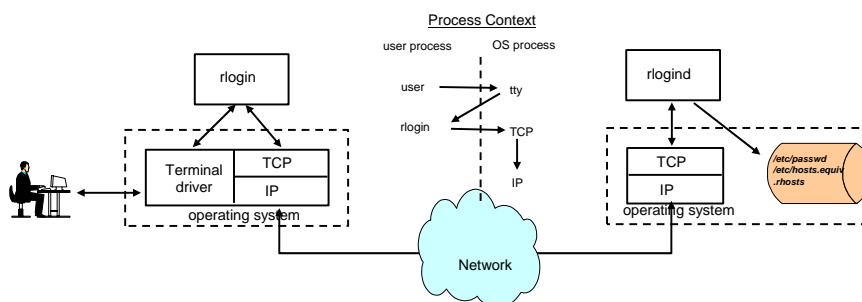 Process Context
user process
OS process
rlogin
user
tty
rlogin
TCP
IP
rlogind
Terminal
driver
TCP
IP
operating system
TCP
IP
operating system
/etc/passwd
/etc/hosts.equiv
.rhosts
Network